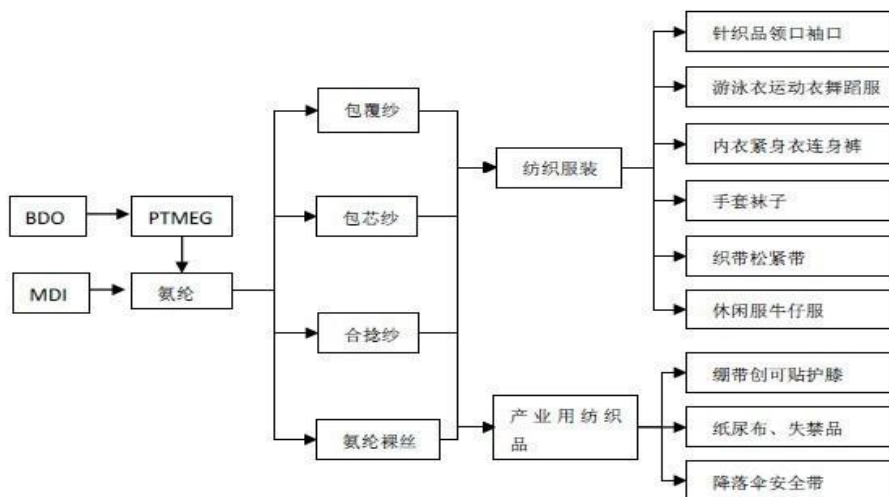 BDO
PTMEG
MDI
氨纶
包覆纱
包芯纱
合捻纱
氨纶裸丝
纺织服装
产业用纺织
品
针织品领口袖口
游泳衣运动衣舞蹈服
内衣紧身衣连身裤
手套袜子
织带松紧带
休闲服牛仔服
绷带创可贴护膝
纸尿布、失禁品
降落伞安全带